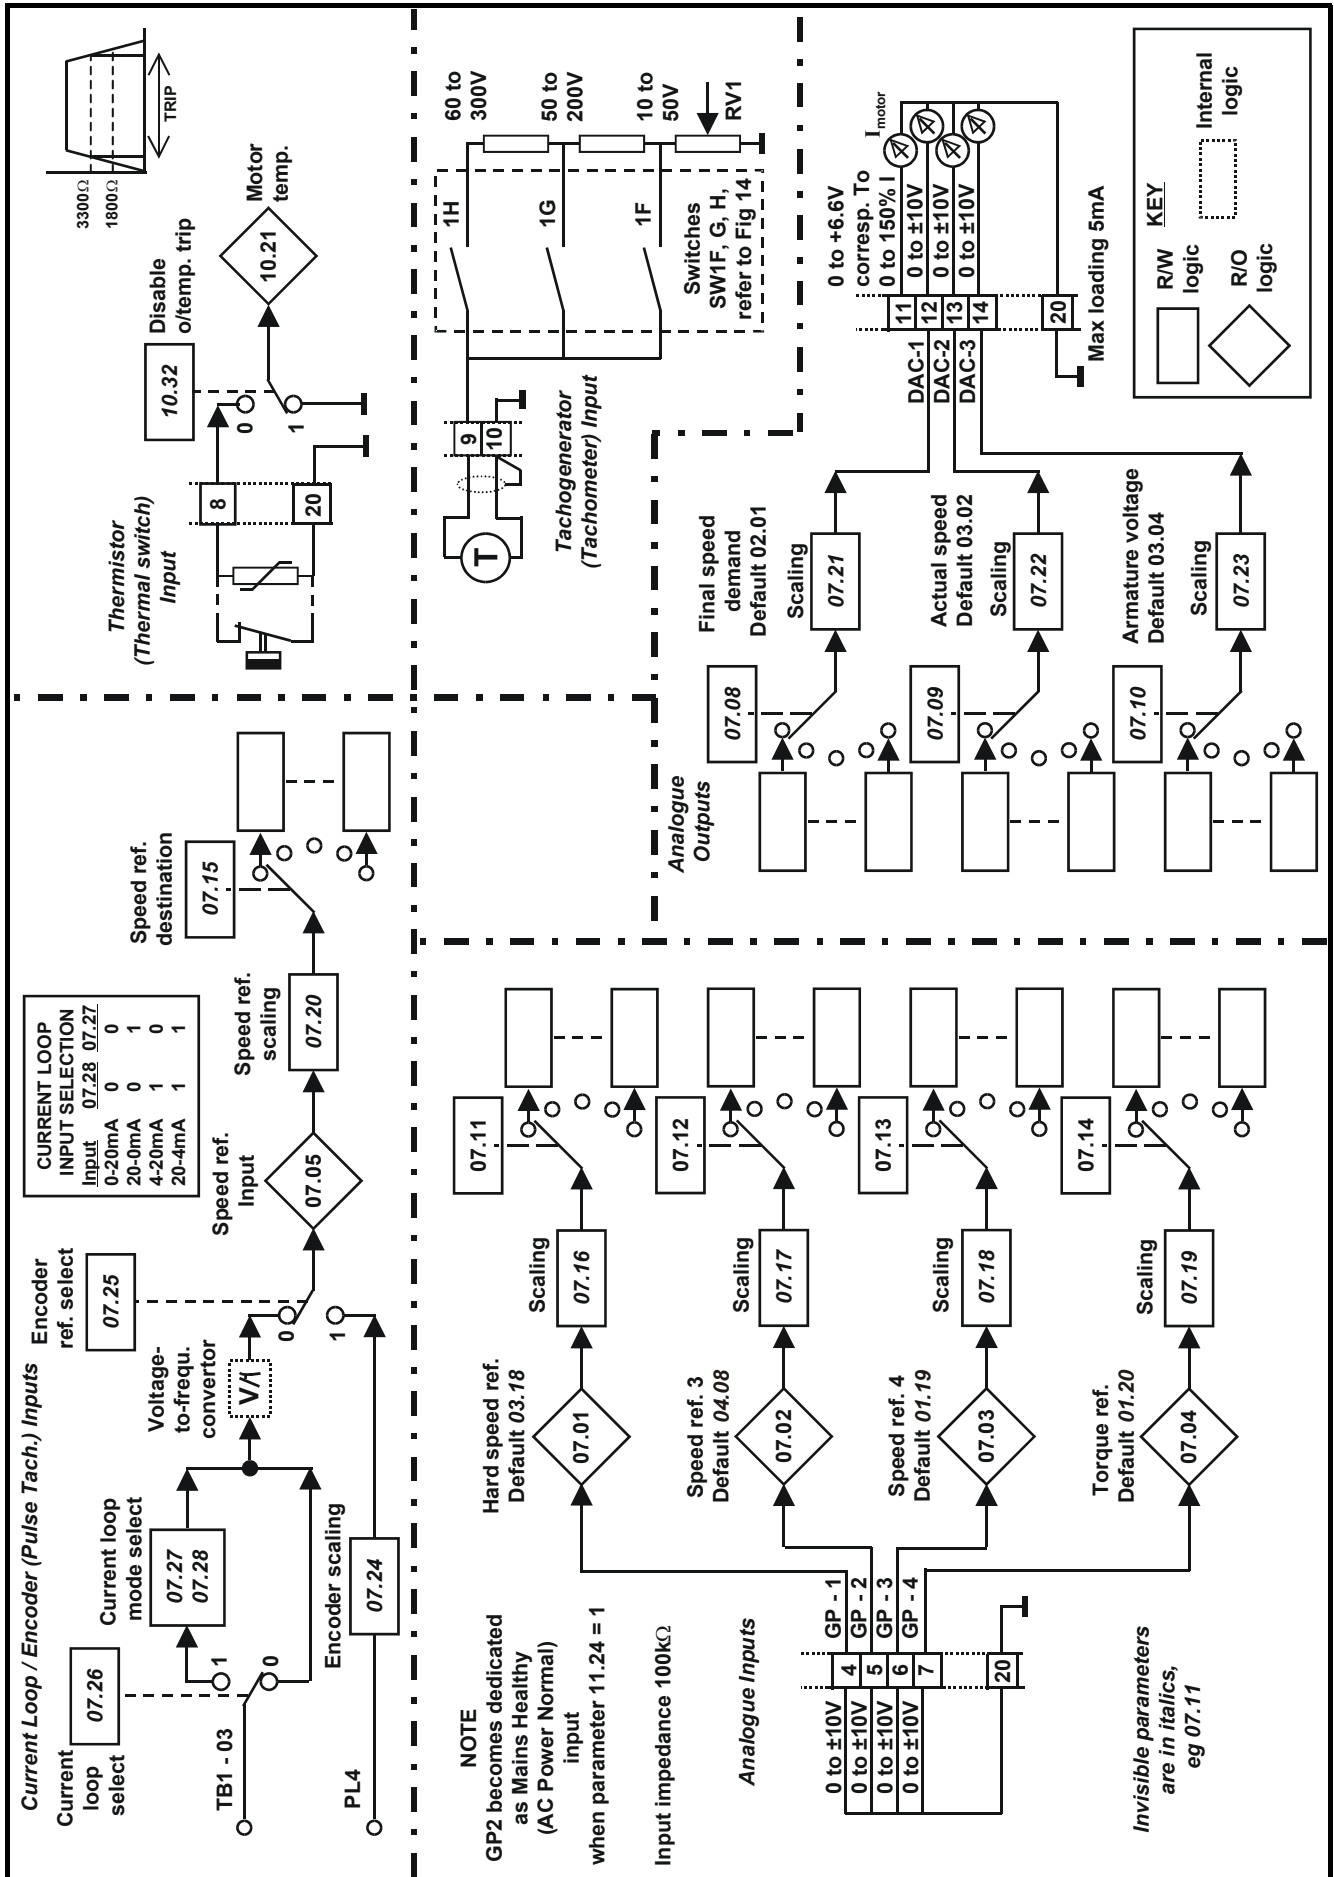 Current Loop / Encoder (Pulse Tach.) Inputs
Current
loop
select
07.26
TB1 - 03
1
0
Current loop
mode select
07.27
07.28
Voltage-
to-frequ.
convertor
V/f
Encoder
ref. select
07.25
0
1
PL4
Encoder scaling
07.24
Speed ref.
Input
07.05
CURRENT LOOP
INPUT SELECTION
Input 07.28 07.27
0-20mA 0 0
20-0mA 0 1
4-20mA 1 0
20-4mA 1 1
Speed ref.
scaling
07.20
Speed ref.
destination
07.15
Thermistor
(Thermal switch)
Input
8
20
Disable
o/temp. trip
10.32
0
1
Motor
temp.
10.21
3300Ω
1800Ω
TRIP
NOTE
GP2 becomes dedicated
as Mains Healthy
(AC Power Normal)
input
when parameter 11.24 = 1
Input impedance 100kΩ
Analogue Inputs
0 to ±10V
0 to ±10V
0 to ±10V
0 to ±10V
4
5
6
7
20
GP - 1
GP - 2
GP - 3
GP - 4
Invisible parameters
are in italics,
eg 07.11
Hard speed ref.
Default 03.18
07.01
Scaling
07.16
07.11
Speed ref. 3
Default 04.08
07.02
Scaling
07.17
07.12
Speed ref. 4
Default 01.19
07.03
Scaling
07.18
07.13
Torque ref.
Default 01.20
07.04
Scaling
07.19
07.14
Tachogenerator
(Tachometer) Input
T
9
10
1H
1G
1F
Switches
SW1F, G, H,
refer to Fig 14
60 to
300V
50 to
200V
10 to
50V
RV1
Analogue
Outputs
07.08
Final speed
demand
Default 02.01
Scaling
07.21
07.09
Actual speed
Default 03.02
Scaling
07.22
07.10
Armature voltage
Default 03.04
Scaling
07.23
DAC-1
DAC-2
DAC-3
11
12
13
14
20
0 to +6.6V
corresp. To
0 to 150% I
0 to ±10V
0 to ±10V
0 to ±10V
I motor
Max loading 5mA
KEY
R/W
logic
R/O
logic
Internal
logic